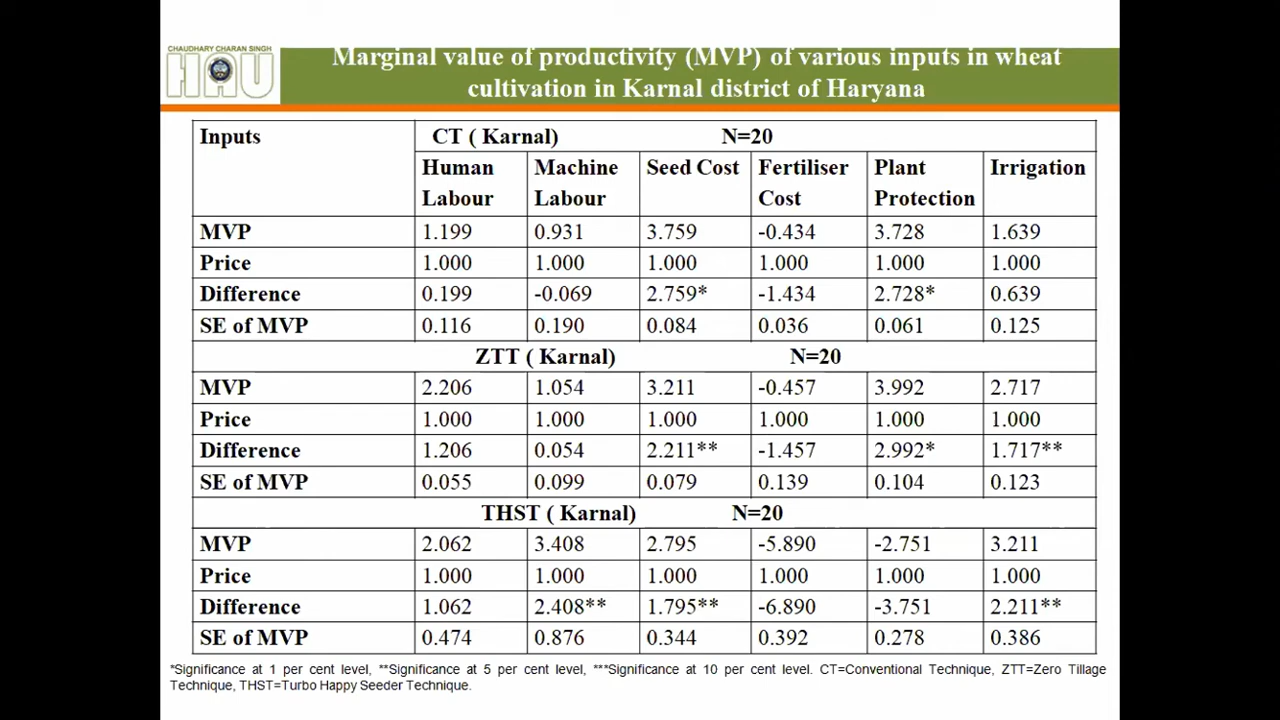 CHAUDHARY CHARAN SINGH
HAU
Marginal value of productivity (MVP) of various inputs in wheat
cultivation in Karnal district of Haryana
Inputs CT ( Karnal) N=20
Human Labour Machine Labour Seed Cost Fertiliser Cost Plant Protection Irrigation
MVP 1.199 0.931 3.759 -0.434 3.728 1.639
Price 1.000 1.000 1.000 1.000 1.000 1.000
Difference 0.199 -0.069 2.759* -1.434 2.728* 0.639
SE of MVP 0.116 0.190 0.084 0.036 0.061 0.125
ZTT ( Karnal) N=20
MVP 2.206 1.054 3.211 -0.457 3.992 2.717
Price 1.000 1.000 1.000 1.000 1.000 1.000
Difference 1.206 0.054 2.211** -1.457 2.992* 1.717**
SE of MVP 0.055 0.099 0.079 0.139 0.104 0.123
THST ( Karnal) N=20
MVP 2.062 3.408 2.795 -5.890 -2.751 3.211
Price 1.000 1.000 1.000 1.000 1.000 1.000
Difference 1.062 2.408** 1.795** -6.890 -3.751 2.211**
SE of MVP 0.474 0.876 0.344 0.392 0.278 0.386
*Significance at 1 per cent level, **Significance at 5 per cent level, ***Significance at 10 per cent level. CT=Conventional Technique, ZTT=Zero Tillage
Technique, THST=Turbo Happy Seeder Technique.